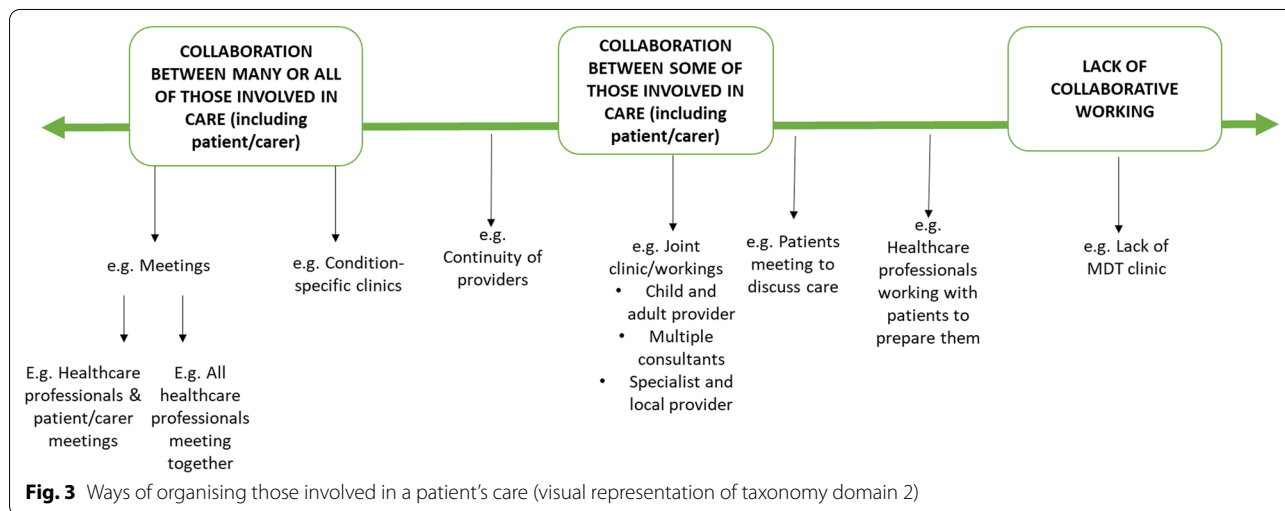 COLLABORATION
BETWEEN MANY OR ALL
OF THOSE INVOLVED IN
CARE (including
patient/carer)
COLLABORATION
BETWEEN SOME OF
THOSE INVOLVED IN
CARE (including
patient/carer)
LACK OF
COLLABORATIVE
WORKING
e.g. Meetings
e.g. Condition-
specific clinics
e.g.
Continuity of
providers
e.g. Joint
clinic/workings
• Child and
adult provider
• Multiple
consultants
• Specialist and
local provider
e.g. Patients
meeting to
discuss care
e.g.
Healthcare
professionals
working with
patients to
prepare them
e.g. Lack of
MDT clinic
E.g. Healthcare
professionals &
patient/carer
meetings
E.g. All
healthcare
professionals
meeting
together
Fig. 3 Ways of organising those involved in a patient's care (visual representation of taxonomy domain 2)